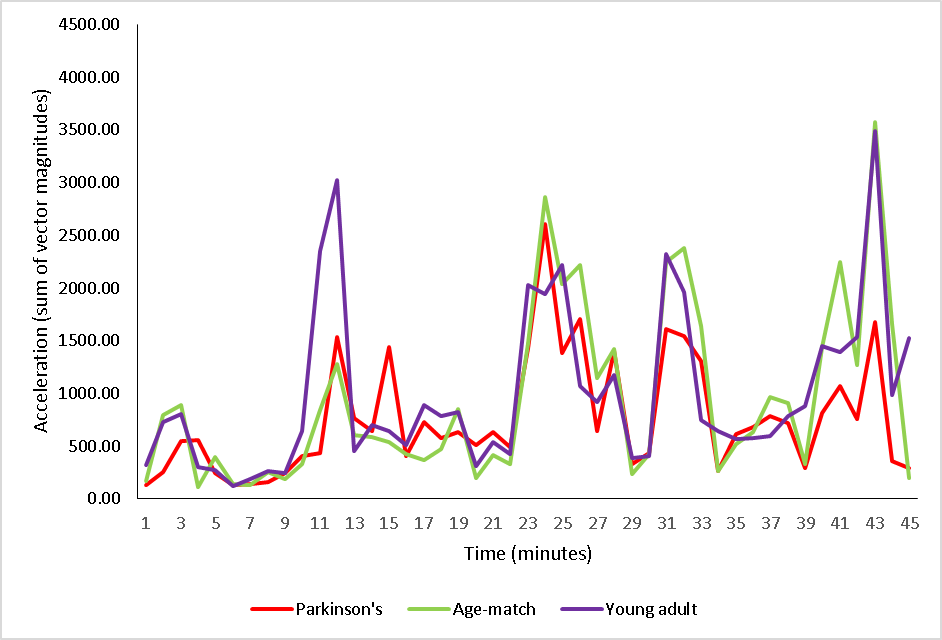 4500.00
4000.00
3500.00
3000.00
2500.00
2000.00
1500.00
1000.00
500.00
0.00
Acceleration (sum of vector magnitudes)
1 3 5 7 9 11 13 15 17 19 21 23 25 27 29 31 33 35 37 39 41 43 45
Time (minutes)
Parkinson's Age-match Young adult